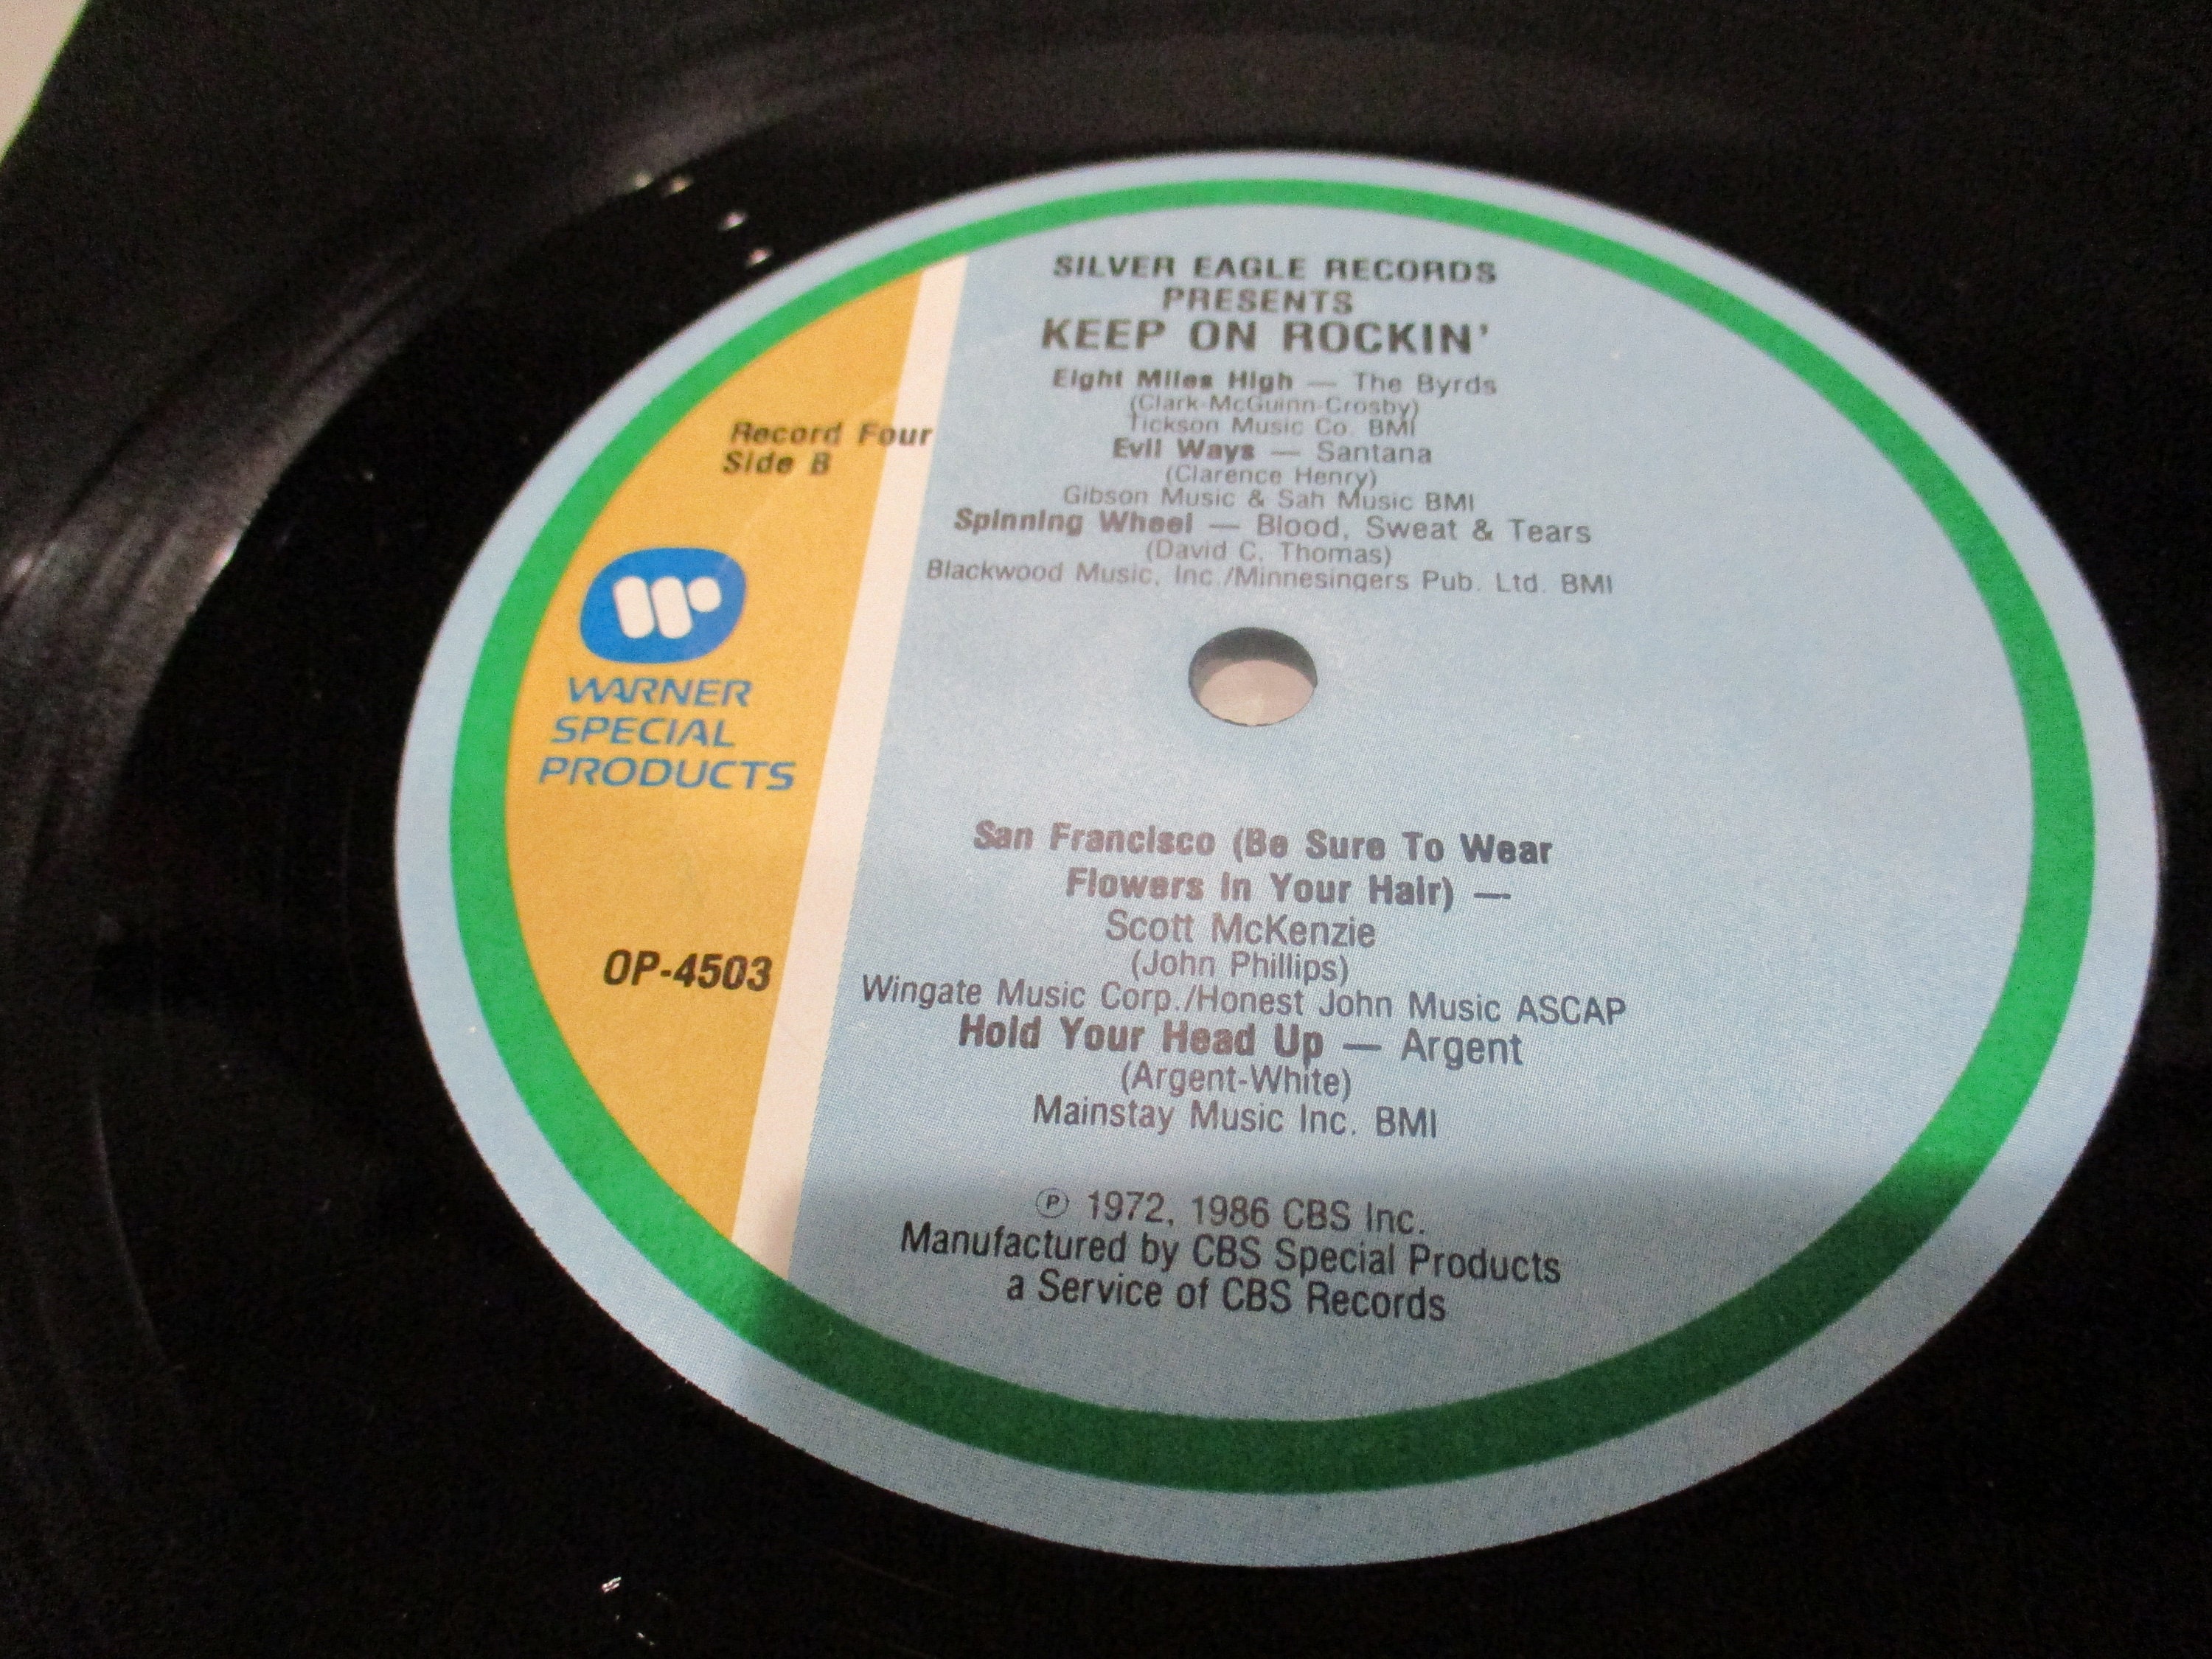 SILVER EAGLE RECORDS
PRESENTS
KEEP ON ROCKIN'
Eight Miles High — The Byrds
(Clark-McGuinn-Crosby)
Tickson Music Co. BMI
Evil Ways — Santana
(Clarence Henry)
Gibson Music & Sah Music BMI
Spinning Wheel — Blood, Sweat & Tears
(David C. Thomas)
Blackwood Music, Inc./Minnesingers Pub. Ltd. BMI
Record Four
Side B
WARNER
SPECIAL
PRODUCTS
OP-4503
San Francisco (Be Sure To Wear
Flowers In Your Hair) —
Scott McKenzie
(John Phillips)
Wingate Music Corp./Honest John Music ASCAP
Hold Your Head Up — Argent
(Argent-White)
Mainstay Music Inc. BMI
Ⓟ 1972, 1986 CBS Inc.
Manufactured by CBS Special Products
a Service of CBS Records